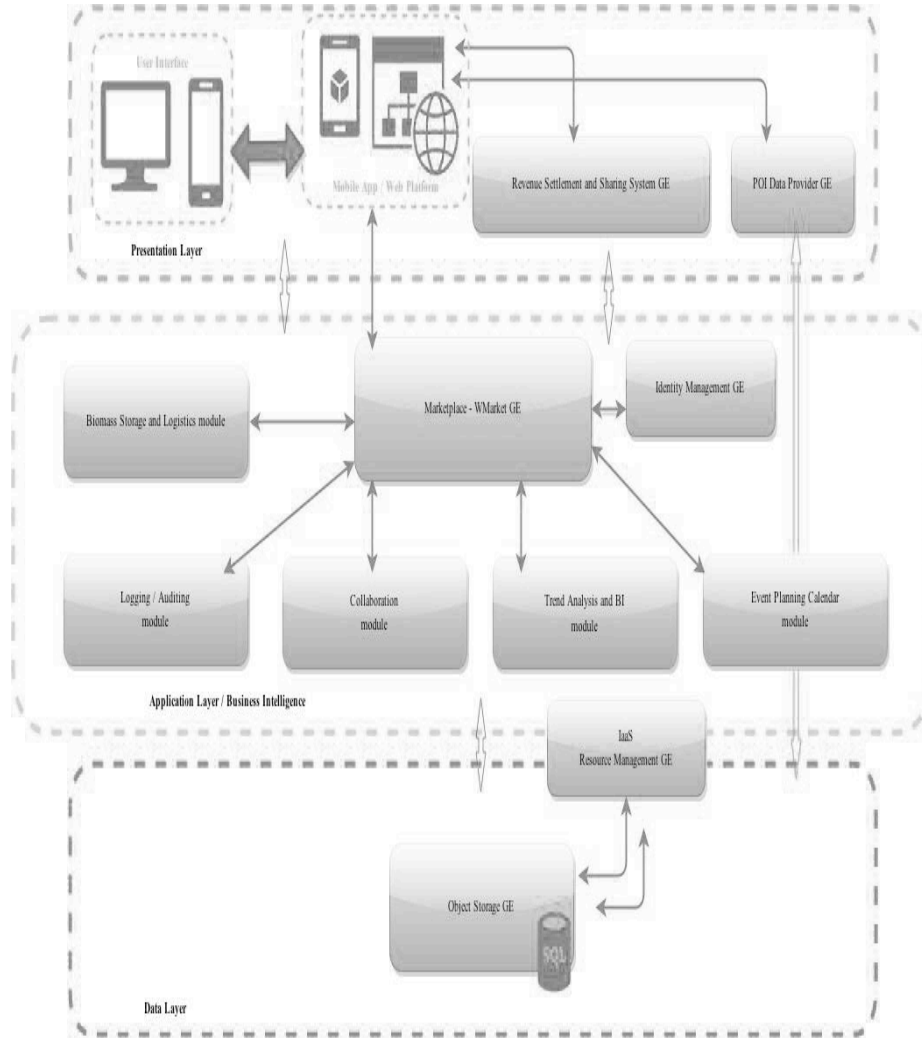 User Interface
Mobile App / Web Platform
Revenue Settlement and Sharing System GE
POI Data Provider GE
Presentation Layer
Identity Management GE
Marketplace - WMarket GE
Biomass Storage and Logistics module
Logging / Auditing
module
Collaboration
module
Trend Analysis and BI
module
Event Planning Calendar
module
Application Layer / Business Intelligence
IaaS
Resource Management GE
Object Storage GE
SQL
Data Layer